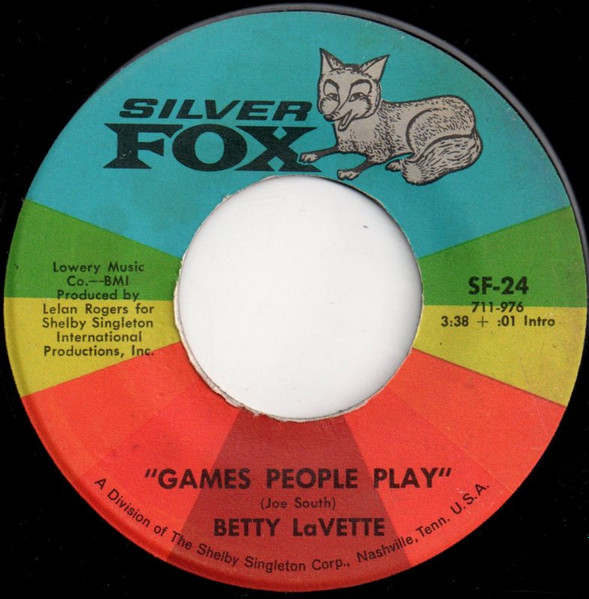 SILVER
FOX
Lowery Music
Co.—BMI
Produced by
Lelan Rogers for
Shelby Singleton
International
Productions, Inc.
SF-24
711-976
3:38 + :01 Intro
"GAMES PEOPLE PLAY"
(Joe South)
BETTY LaVETTE
A Division of The Shelby Singleton Corp., Nashville, Tenn. U.S.A.